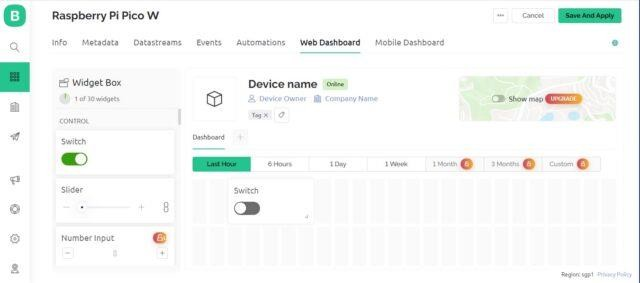 B
Raspberry Pi Pico W
Cancel
Save And Apply
Info Metadata Datastreams Events Automations Web Dashboard Mobile Dashboard
Widget Box
1 of 30 widgets
CONTROL
Switch
Slider
Number Input
0
Device name
Online
Device Owner
Company Name
Tag
Show map
UPGRADE
Dashboard
Last Hour
6 Hours
1 Day
1 Week
1 Month
3 Months
Custom
Switch
Region: sgp1
Privacy Policy